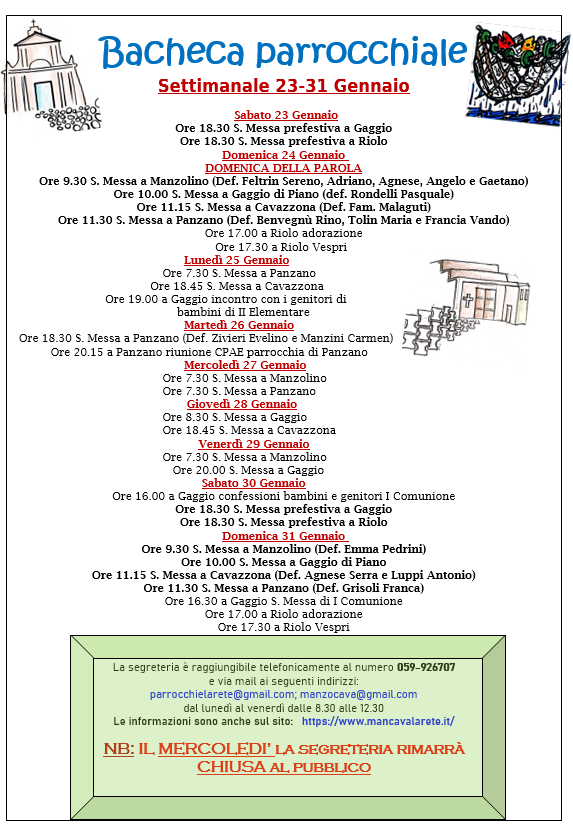 Bacheca parrocchiale
Settimanale 23-31 Gennaio
Sabato 23 Gennaio
Ore 18.30 S. Messa prefestiva a Gaggio
Ore 18.30 S. Messa prefestiva a Riolo
Domenica 24 Gennaio
DOMENICA DELLA PAROLA
Ore 9.30 S. Messa a Manzolino (Def. Feltrin Sereno, Adriano, Agnese, Angelo e Gaetano)
Ore 10.00 S. Messa a Gaggio di Piano (def. Rondelli Pasquale)
Ore 11.15 S. Messa a Cavazzona (Def. Fam. Malaguti)
Ore 11.30 S. Messa a Panzano (Def. Benvegnù Rino, Tolin Maria e Francia Vando)
Ore 17.00 a Riolo adorazione
Ore 17.30 a Riolo Vespri
Lunedì 25 Gennaio
Ore 7.30 S. Messa a Panzano
Ore 18.45 S. Messa a Cavazzona
Ore 19.00 a Gaggio incontro con i genitori di
bambini di II Elementare
Martedì 26 Gennaio
Ore 18.30 S. Messa a Panzano (Def. Zivieri Evelino e Manzini Carmen)
Ore 20.15 a Panzano riunione CPAE parrocchia di Panzano
Mercoledì 27 Gennaio
Ore 7.30 S. Messa a Manzolino
Ore 7.30 S. Messa a Panzano
Giovedì 28 Gennaio
Ore 8.30 S. Messa a Gaggio
Ore 18.45 S. Messa a Cavazzona
Venerdì 29 Gennaio
Ore 7.30 S. Messa a Manzolino
Ore 20.00 S. Messa a Gaggio
Sabato 30 Gennaio
Ore 16.00 a Gaggio confessioni bambini e genitori I Comunione
Ore 18.30 S. Messa prefestiva a Gaggio
Ore 18.30 S. Messa prefestiva a Riolo
Domenica 31 Gennaio
Ore 9.30 S. Messa a Manzolino (Def. Emma Pedrini)
Ore 10.00 S. Messa a Gaggio di Piano
Ore 11.15 S. Messa a Cavazzona (Def. Agnese Serra e Luppi Antonio)
Ore 11.30 S. Messa a Panzano (Def. Grisoli Franca)
Ore 16.30 a Gaggio S. Messa di I Comunione
Ore 17.00 a Riolo adorazione
Ore 17.30 a Riolo Vespri
La segreteria è raggiungibile telefonicamente al numero 059-926707
e via mail ai seguenti indirizzi:
parrocchielarete@gmail.com; manzocava@gmail.com
dal lunedì al venerdì dalle 8.30 alle 12.30
Le informazioni sono anche sul sito: https://www.mancavalarete.it/
NB: IL MERCOLEDI' LA SEGRETERIA RIMARRÀ
CHIUSA AL PUBBLICO